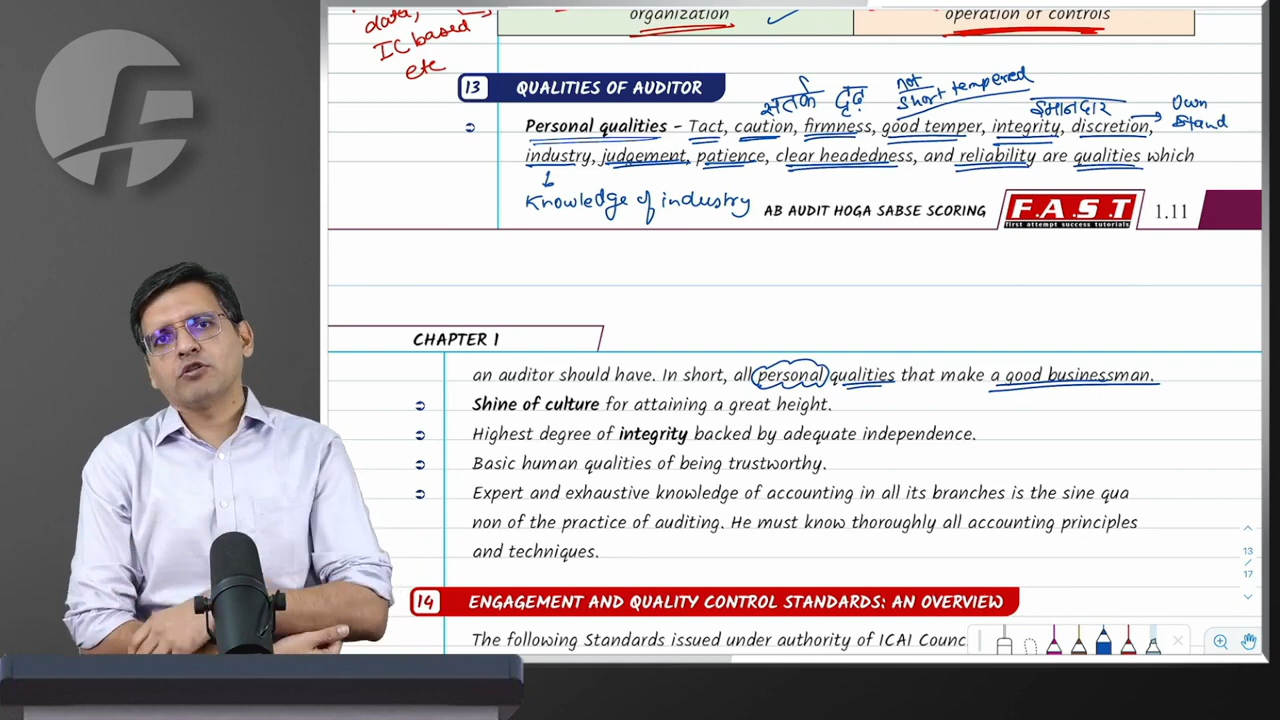 data,
IC based
etc
organization
operation of controls
13 QUALITIES OF AUDITOR
सतर्क दृढ़ not short tempered ईमानदार Own Stand
Personal qualities - Tact, caution, firmness, good temper, integrity, discretion,
industry, judgement, patience, clear headedness, and reliability are qualities which
Knowledge of industry
AB AUDIT HOGA SABSE SCORING F.A.S.T 1.11
first attempt success tutorials
CHAPTER 1
an auditor should have. In short, all personal qualities that make a good businessman.
Shine of culture for attaining a great height.
Highest degree of integrity backed by adequate independence.
Basic human qualities of being trustworthy.
Expert and exhaustive knowledge of accounting in all its branches is the sine qua
non of the practice of auditing. He must know thoroughly all accounting principles
and techniques.
13
/
17
14 ENGAGEMENT AND QUALITY CONTROL STANDARDS: AN OVERVIEW
The following Standards issued under authority of ICAI Counc